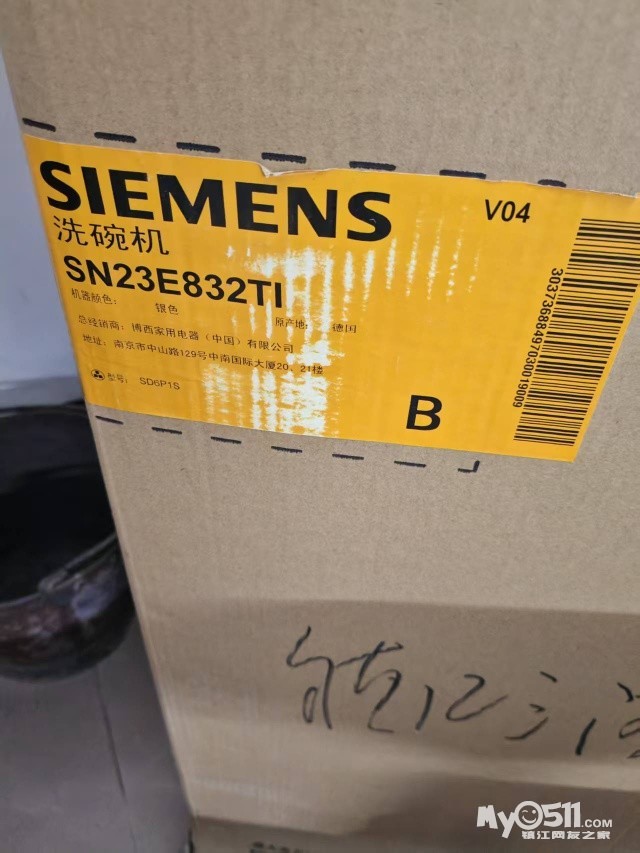 SIEMENS
V04
洗碗机
SN23E832TI
机器颜色： 银色
原产地： 德国
总经销商：博西家用电器（中国）有限公司
地址：南京市中山路129号中南国际大厦20、21楼
型号： SD6P1S
B
303736684970300019009
My0511.com
镇江网友之家